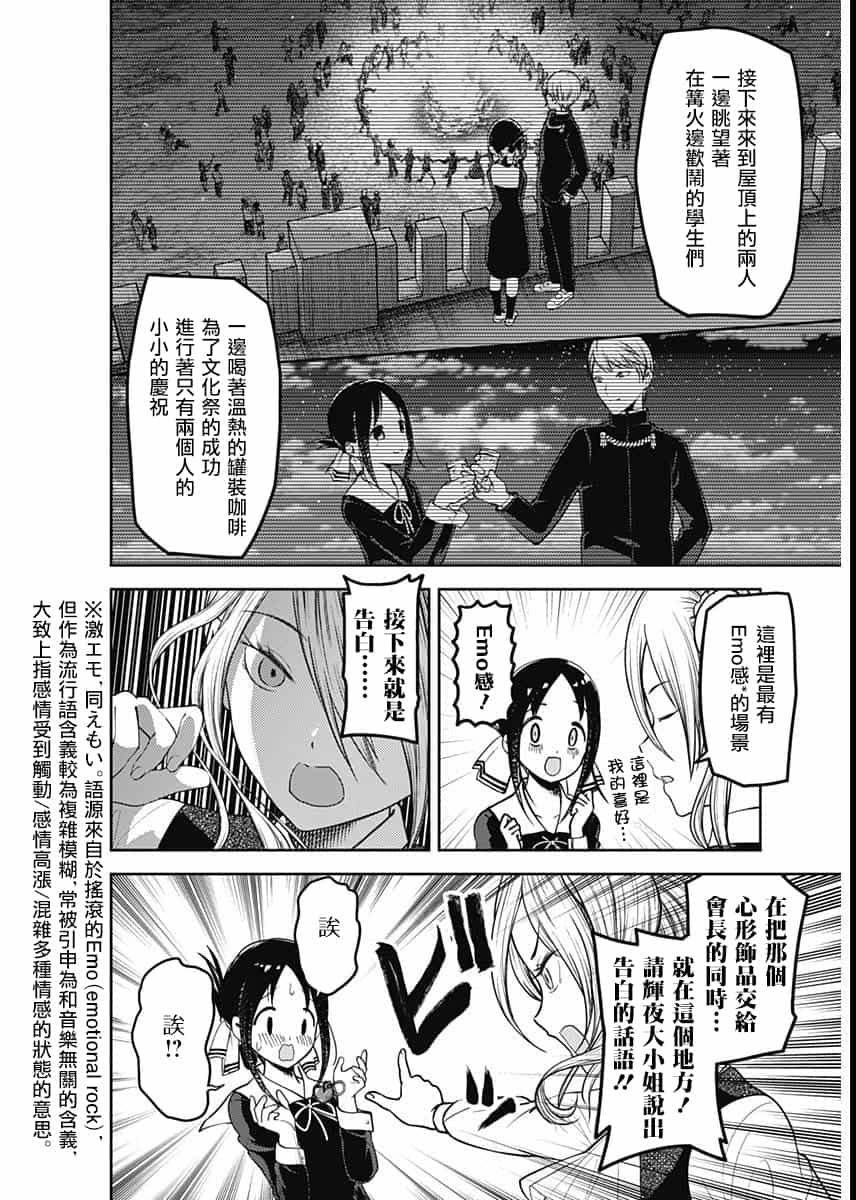 接下來來到屋頂上的兩人
一邊眺望著
在篝火邊歡鬧的學生們
一邊喝著溫熱的罐裝咖啡
為了文化祭的成功
進行著只有兩個人的
小小的慶祝
這裡是最有
Emo感*的場景
Emo感！
這裡是
我的喜好…
接下來就是
告白……
在把那個
心形飾品交給
會長的同時…
就在這個地方！
請輝夜大小姐說出
告白的話語!!
ビ
誒
誒!?
※激エモ，同えもい。語源來自於搖滾的Emo（emotional rock），
但作為流行語含義較為複雜模糊，常被引申為和音樂無關的含義，
大致上指感情受到觸動/感情高漲/混雜多種情感的狀態的意思。